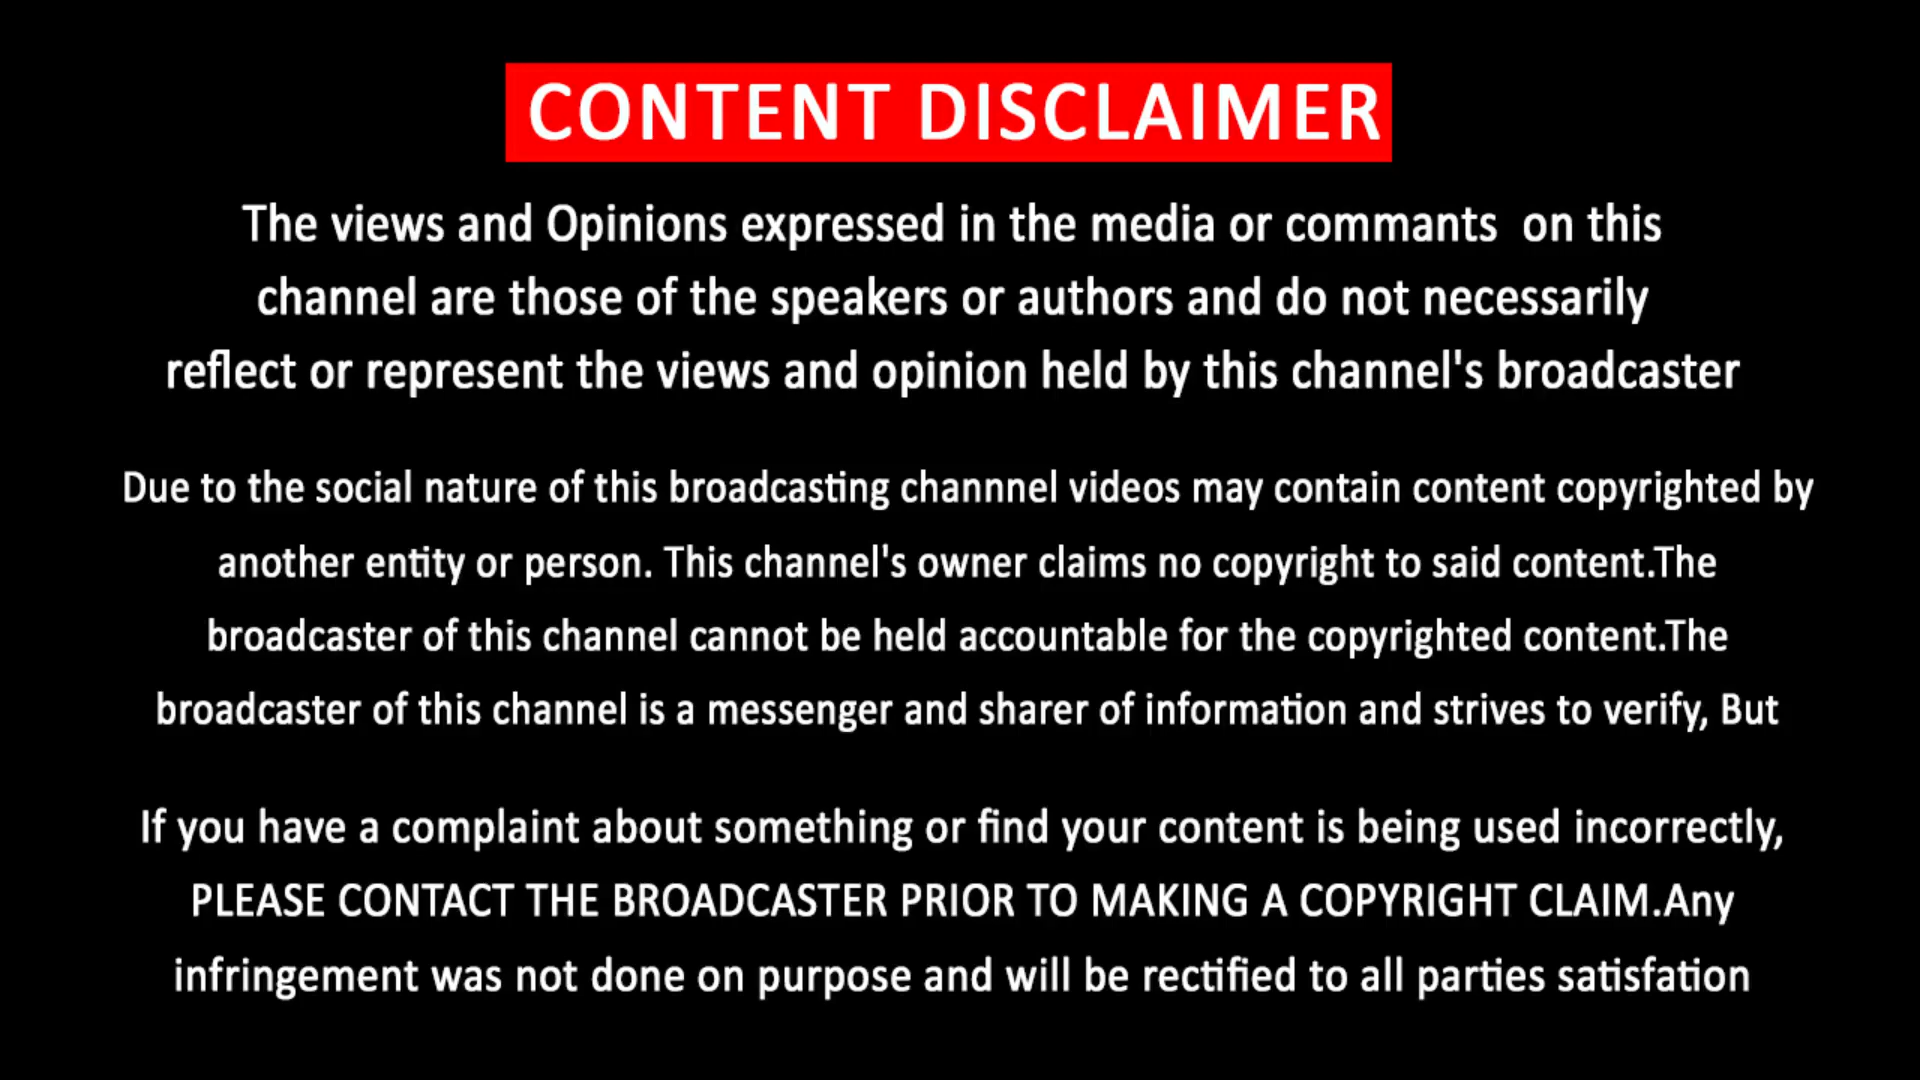 CONTENT DISCLAIMER
The views and Opinions expressed in the media or commants on this
channel are those of the speakers or authors and do not necessarily
reflect or represent the views and opinion held by this channel's broadcaster
Due to the social nature of this broadcasting channnel videos may contain content copyrighted by
another entity or person. This channel's owner claims no copyright to said content.The
broadcaster of this channel cannot be held accountable for the copyrighted content.The
broadcaster of this channel is a messenger and sharer of information and strives to verify, But
If you have a complaint about something or find your content is being used incorrectly,
PLEASE CONTACT THE BROADCASTER PRIOR TO MAKING A COPYRIGHT CLAIM.Any
infringement was not done on purpose and will be rectified to all parties satisfation